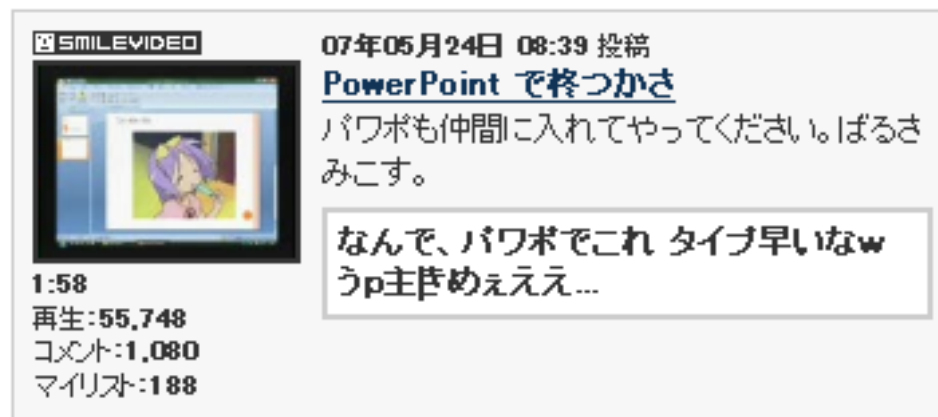 SMILEVIDEO
07年05月24日 08:39 投稿
PowerPoint で柊つかさ
パワポも仲間に入れてやってください。ばるさ
みこす。
なんで、パワポでこれ タイプ早いなw
うp主きめぇええ...
1:58
再生:55,748
コメント:1,080
マイリスト:188